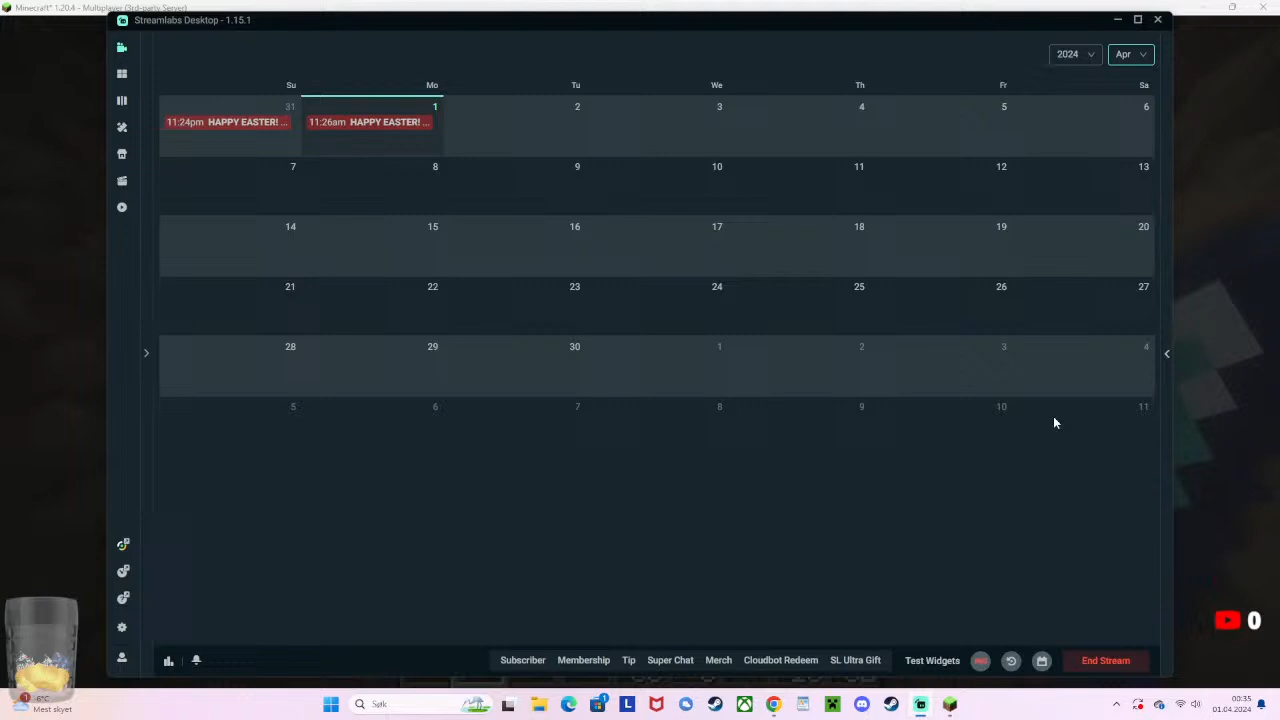 Minecraft* 1.20.4 - Multiplayer (3rd-party Server)
Streamlabs Desktop - 1.15.1
2024 Apr
Su Mo Tu We Th Fr Sa
31 1 2 3 4 5 6
11:24pm HAPPY EASTER! ... 11:26am HAPPY EASTER! ...
7 8 9 10 11 12 13
14 15 16 17 18 19 20
21 22 23 24 25 26 27
28 29 30 1 2 3 4
5 6 7 8 9 10 11
0
Subscriber Membership Tip Super Chat Merch Cloudbot Redeem SL Ultra Gift Test Widgets REC End Stream
1 -6°C
Mest skyet
Søk
1
L
00:35
01.04.2024